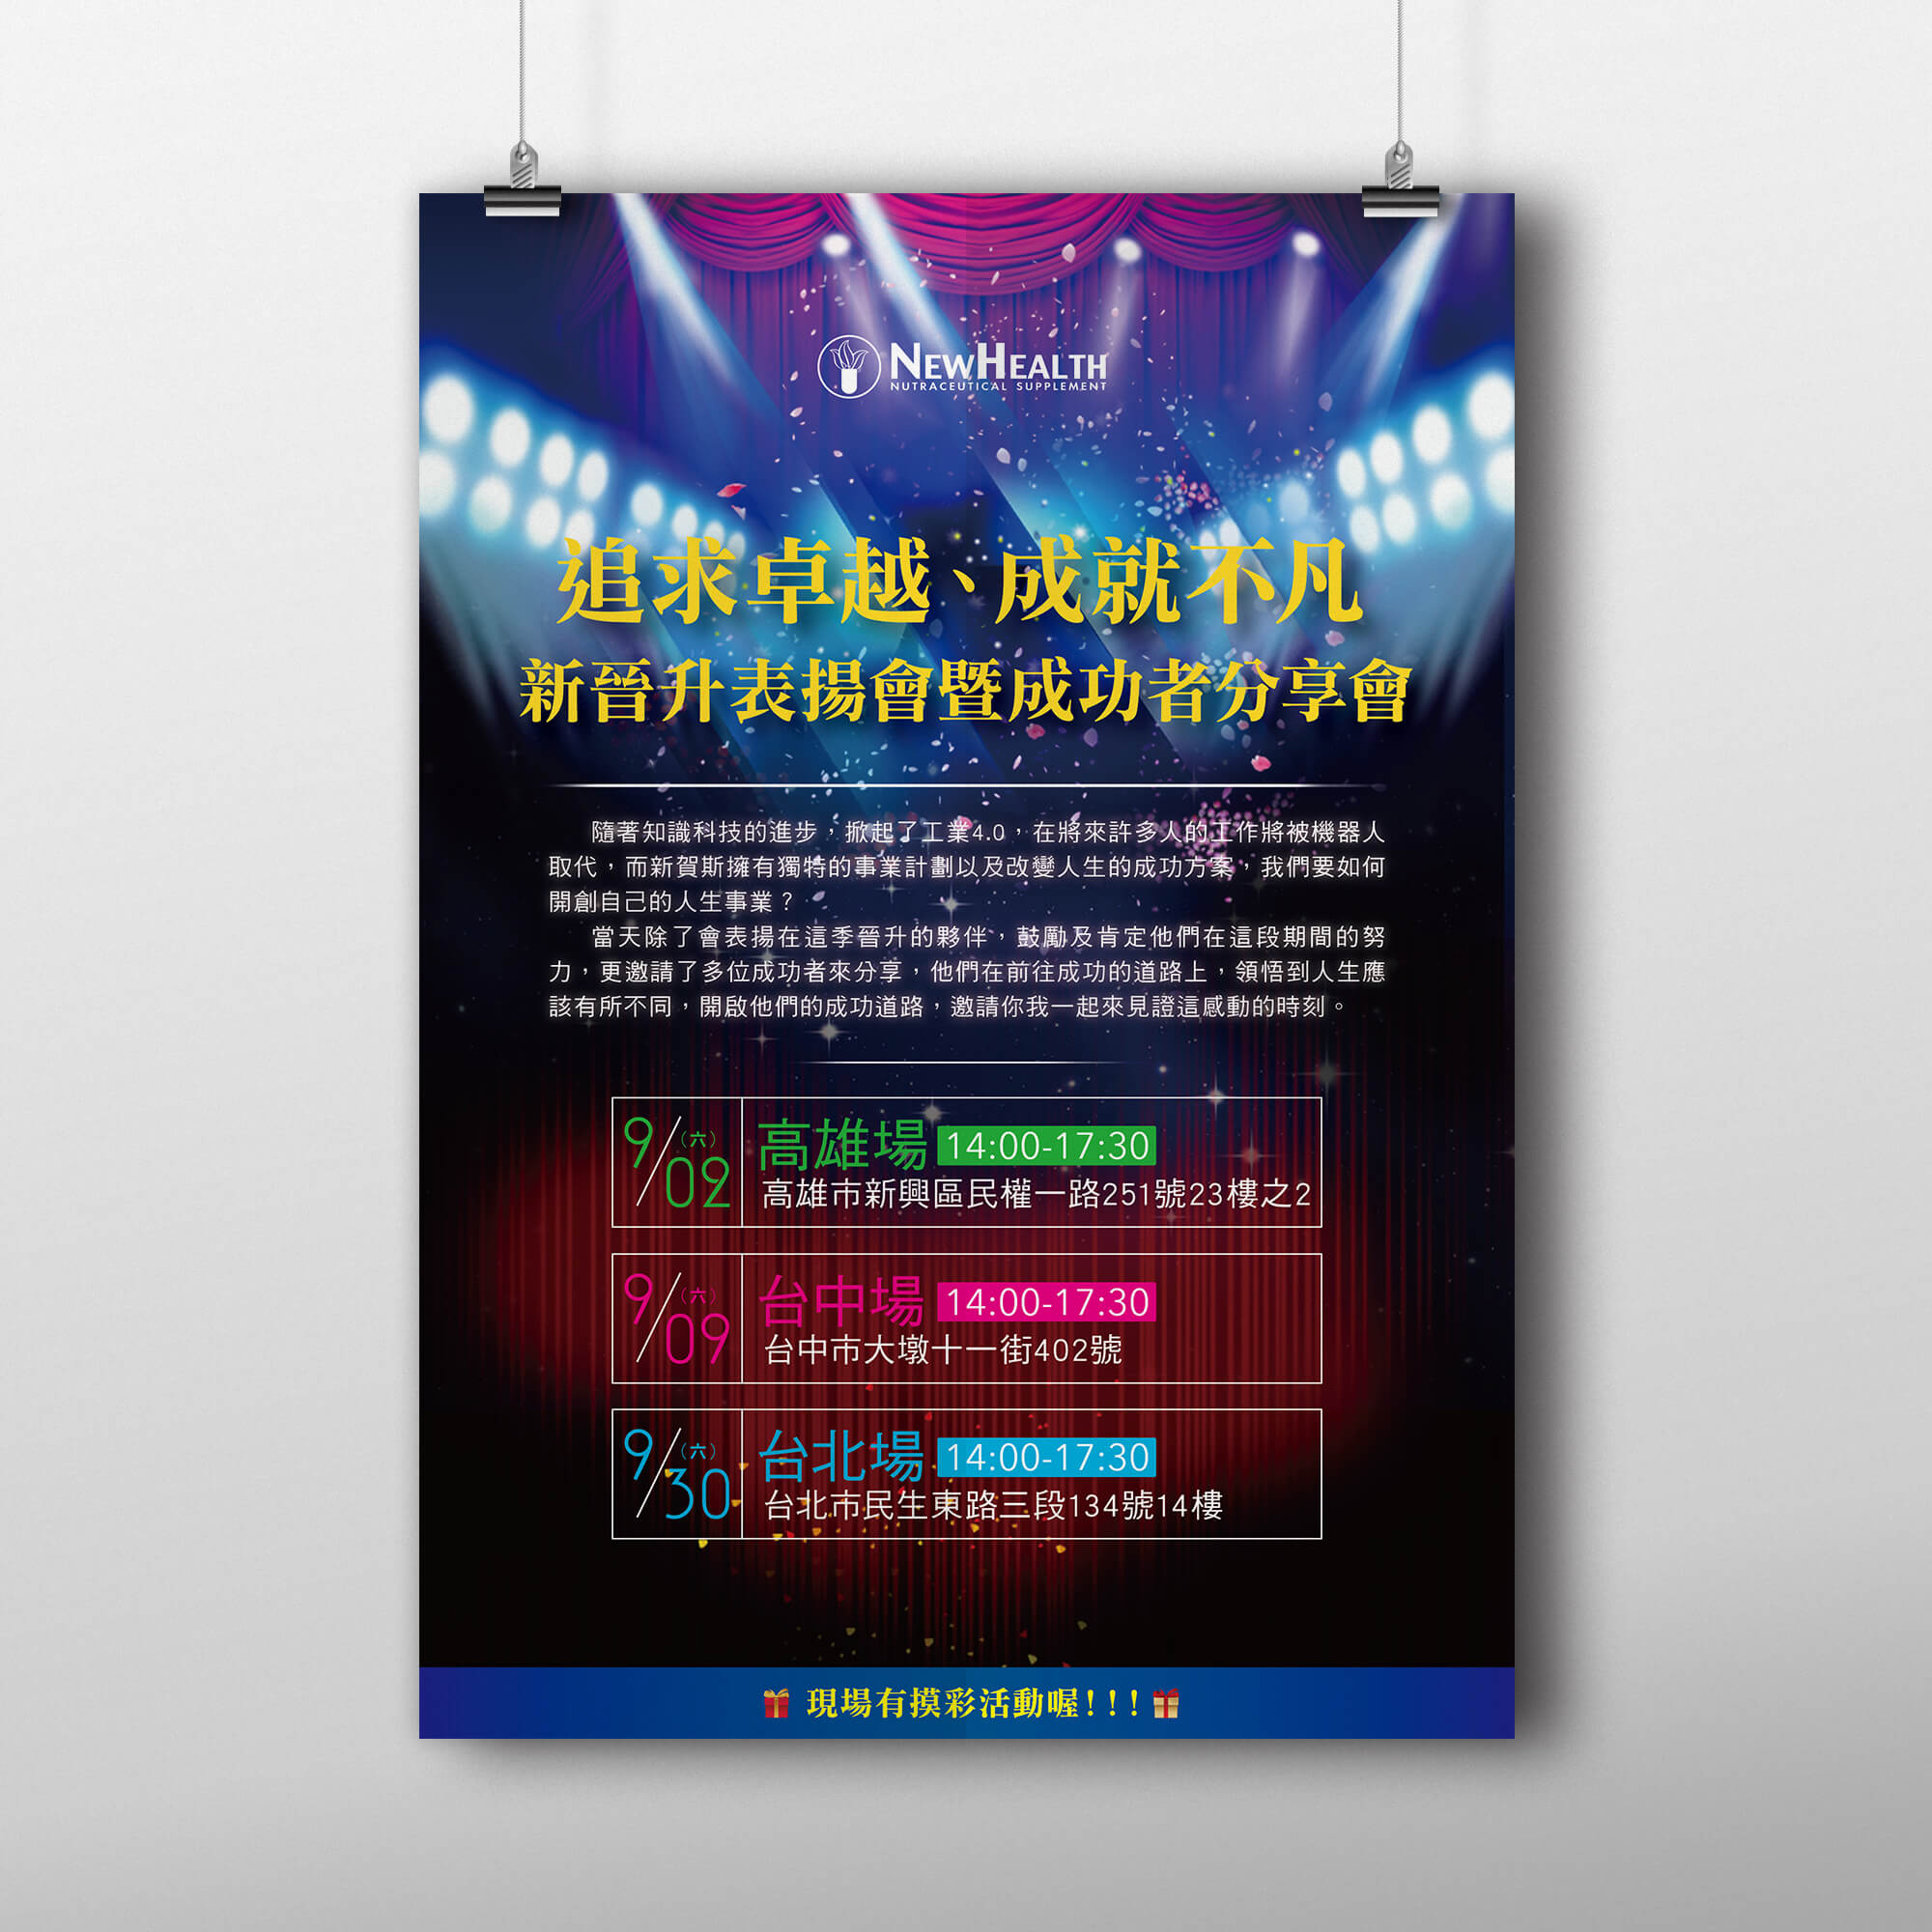 NEWHEALTH
NUTRACEUTICAL SUPPLEMENT
追求卓越、成就不凡
新晉升表揚會暨成功者分享會
隨著知識科技的進步，掀起了工業4.0，在將來許多人的工作將被機器人
取代，而新賀斯擁有獨特的事業計劃以及改變人生的成功方案，我們要如何
開創自己的人生事業？
當天除了會表揚在這季晉升的夥伴，鼓勵及肯定他們在這段期間的努
力，更邀請了多位成功者來分享，他們在前往成功的道路上，領悟到人生應
該有所不同，開啟他們的成功道路，邀請你我一起來見證這感動的時刻。
9/02（六）
高雄場 14:00-17:30
高雄市新興區民權一路251號23樓之2
9/09（六）
台中場 14:00-17:30
台中市大墩十一街402號
9/30（六）
台北場 14:00-17:30
台北市民生東路三段134號14樓
現場有摸彩活動喔!!!